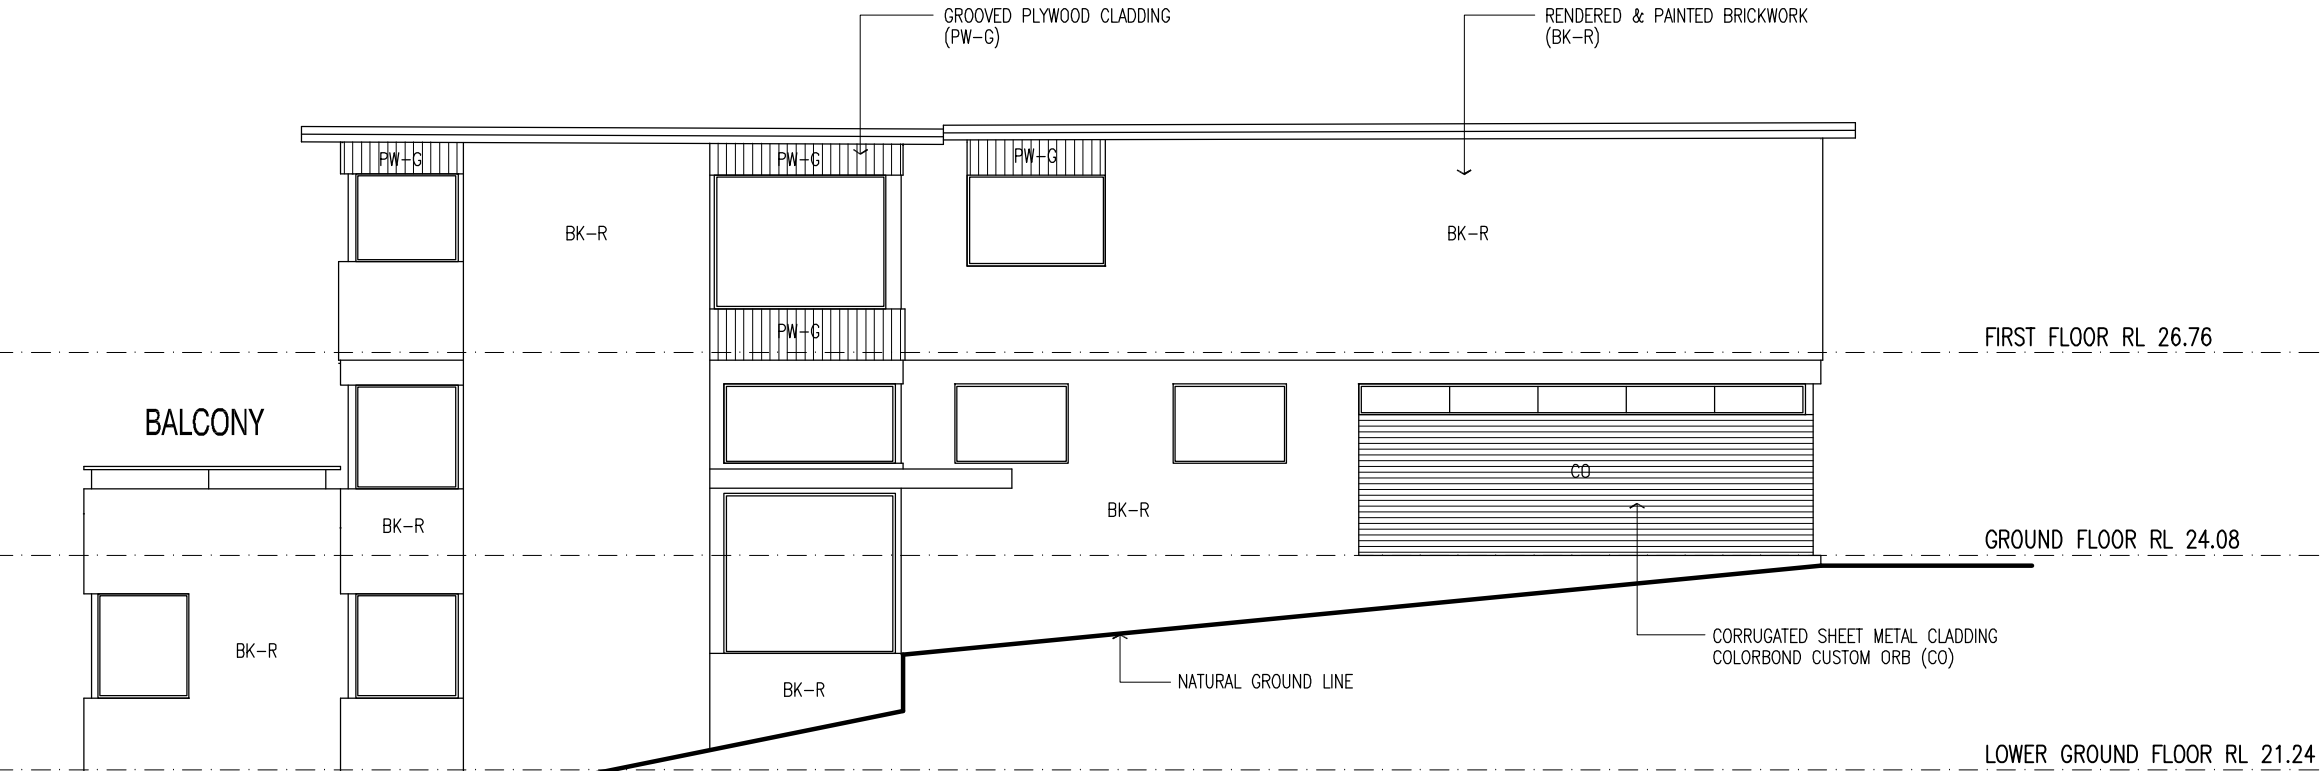 GROOVED PLYWOOD CLADDING
(PW-G)
RENDERED & PAINTED BRICKWORK
(BK-R)
PW-G
PW-G
PW-G
BK-R
BK-R
PW-G
FIRST FLOOR RL 26.76
BALCONY
CO
BK-R
BK-R
GROUND FLOOR RL 24.08
BK-R
CORRUGATED SHEET METAL CLADDING
COLORBOND CUSTOM ORB (CO)
NATURAL GROUND LINE
BK-R
LOWER GROUND FLOOR RL 21.24